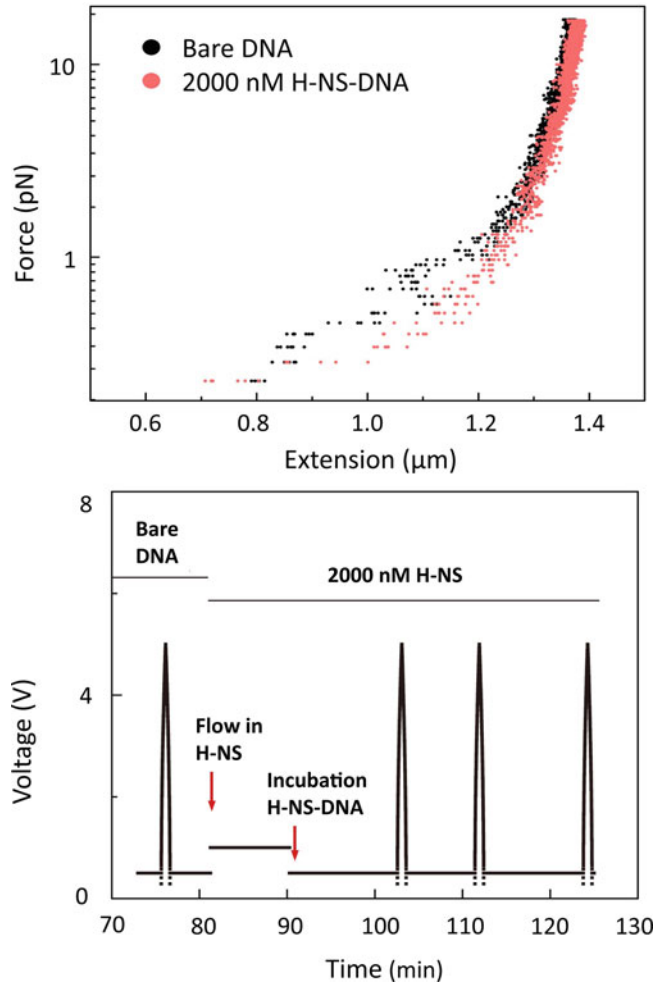 Bare DNA
2000 nM H-NS-DNA
10
1
Force (pN)
0.6 0.8 1.0 1.2 1.4
Extension (µm)
8
4
0
Voltage (V)
Bare
DNA
2000 nM H-NS
Flow in
H-NS
Incubation
H-NS-DNA
70 80 90 100 110 120 130
Time (min)